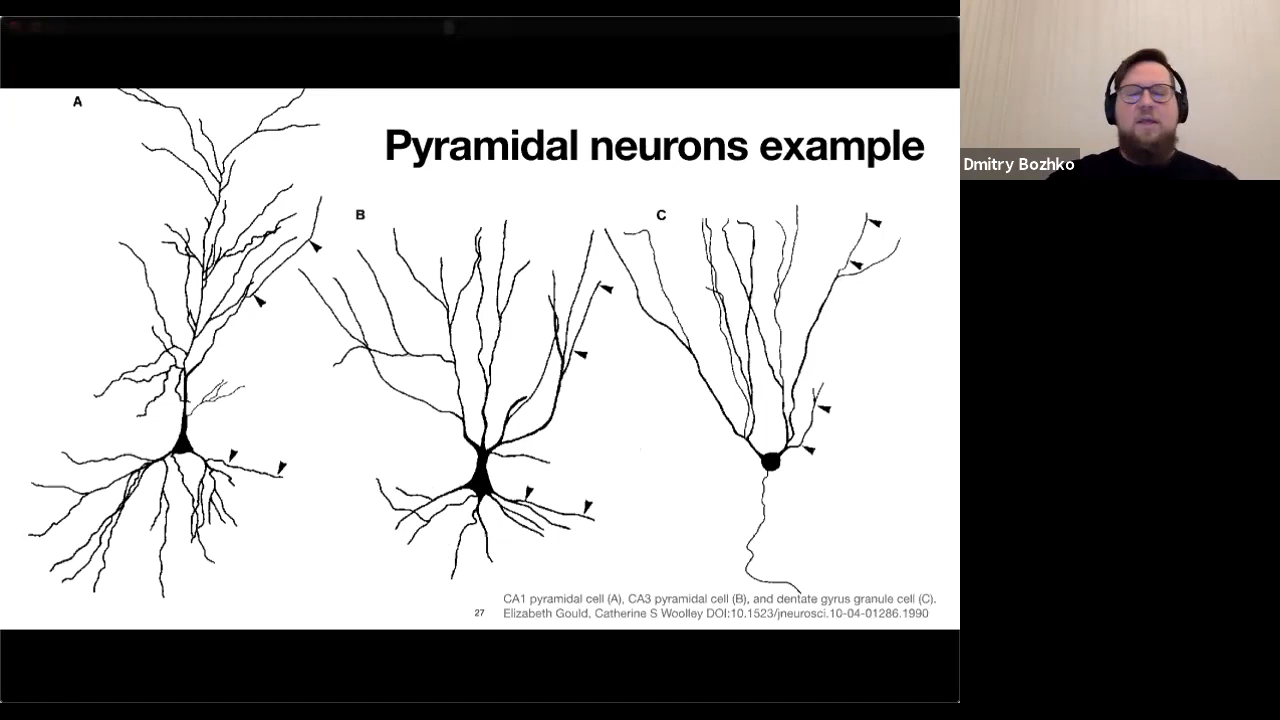 A
Pyramidal neurons example
B
C
CA1 pyramidal cell (A), CA3 pyramidal cell (B), and dentate gyrus granule cell (C).
27 Elizabeth Gould, Catherine S Woolley DOI:10.1523/jneurosci.10-04-01286.1990
Dmitry Bozhko